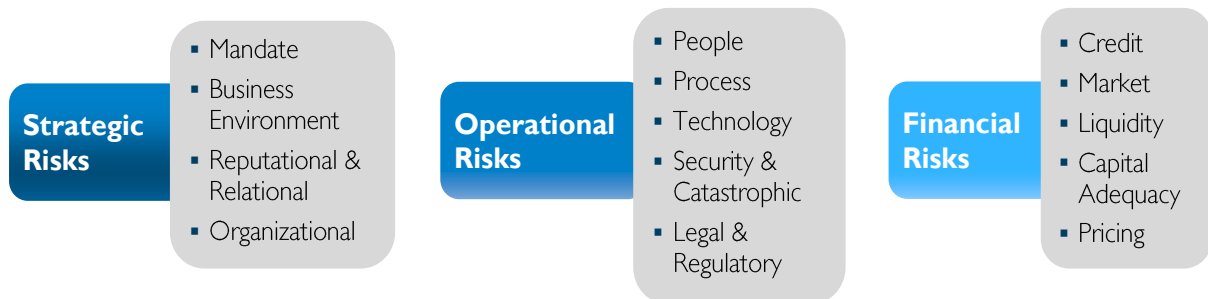 Strategic
Risks
▪ Mandate
▪ Business
Environment
▪ Reputational &
Relational
▪ Organizational
Operational
Risks
▪ People
▪ Process
▪ Technology
▪ Security &
Catastrophic
▪ Legal &
Regulatory
Financial
Risks
▪ Credit
▪ Market
▪ Liquidity
▪ Capital
Adequacy
▪ Pricing